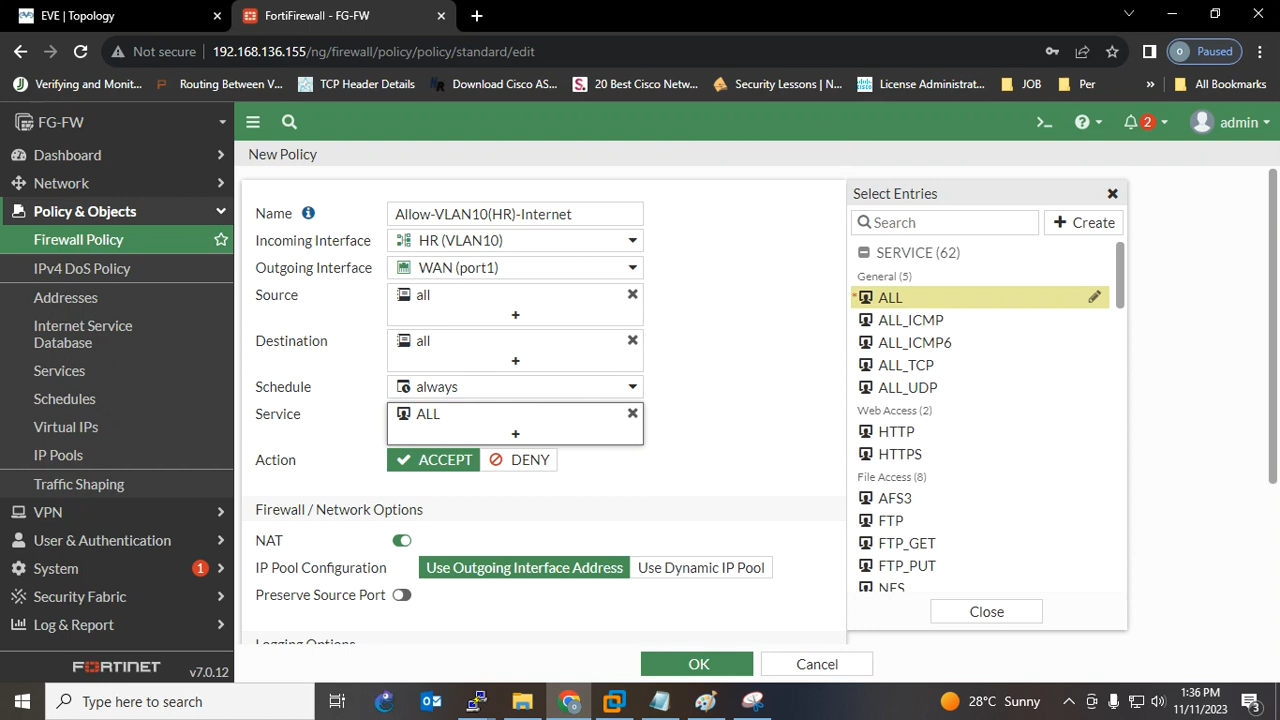 EVE | Topology
FortiFirewall - FG-FW
Not secure
192.168.136.155/ng/firewall/policy/policy/standard/edit
Paused
Verifying and Monit...
Routing Between V...
TCP Header Details
Download Cisco AS...
20 Best Cisco Netw...
Security Lessons | N...
License Administrat...
JOB
Per
»
All Bookmarks
FG-FW
2
admin
Dashboard
Network
Policy & Objects
Firewall Policy
IPv4 DoS Policy
Addresses
Internet Service
Database
Services
Schedules
Virtual IPs
IP Pools
Traffic Shaping
VPN
User & Authentication
System
1
Security Fabric
Log & Report
FORTINET
v7.0.12
New Policy
Name
Allow-VLAN10(HR)-Internet
Incoming Interface
HR (VLAN10)
Outgoing Interface
WAN (port1)
Source
all
+
Destination
all
+
Schedule
always
Service
ALL
+
Action
ACCEPT
DENY
Firewall / Network Options
NAT
IP Pool Configuration
Use Outgoing Interface Address
Use Dynamic IP Pool
Preserve Source Port
Logging Options
OK
Cancel
Select Entries
Search
+ Create
SERVICE (62)
General (5)
ALL
ALL_ICMP
ALL_ICMP6
ALL_TCP
ALL_UDP
Web Access (2)
HTTP
HTTPS
File Access (8)
AFS3
FTP
FTP_GET
FTP_PUT
NFS
Close
Type here to search
28°C Sunny
1:36 PM
11/11/2023
3